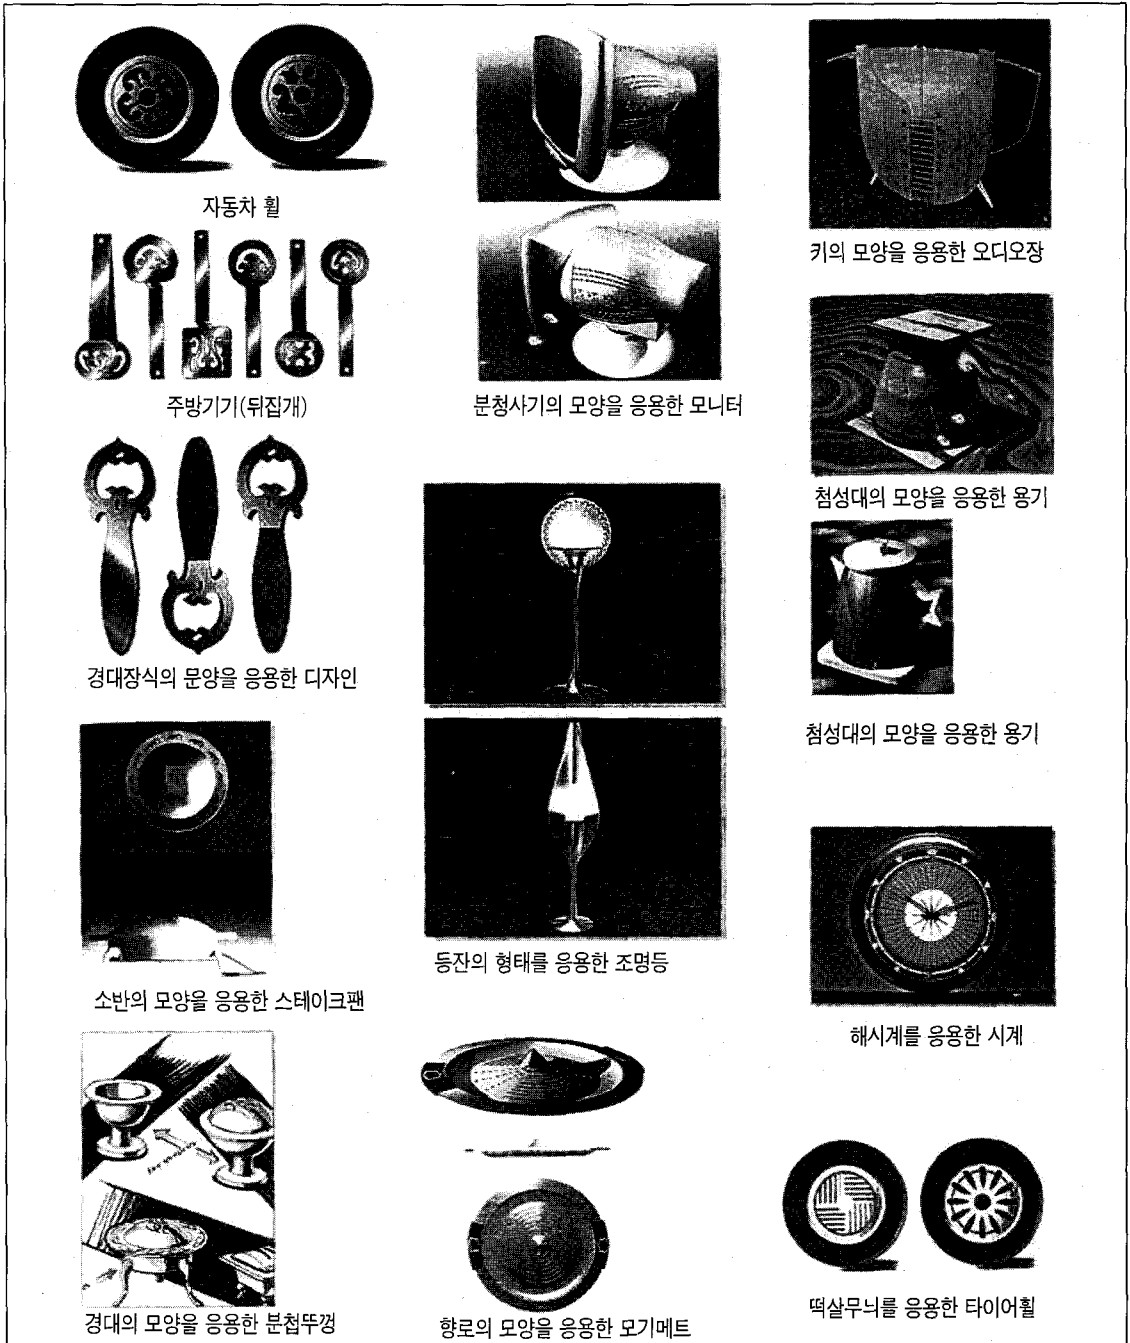 자동차 휠
주방기기(뒤집개)
경대장식의 문양을 응용한 디자인
소반의 모양을 응용한 스테이크팬
경대의 모양을 응용한 분첩뚜껑
분청사기의 모양을 응용한 모니터
등잔의 형태를 응용한 조명등
향로의 모양을 응용한 모기메트
키의 모양을 응용한 오디오장
첨성대의 모양을 응용한 용기
첨성대의 모양을 응용한 용기
해시계를 응용한 시계
떡살무늬를 응용한 타이어휠